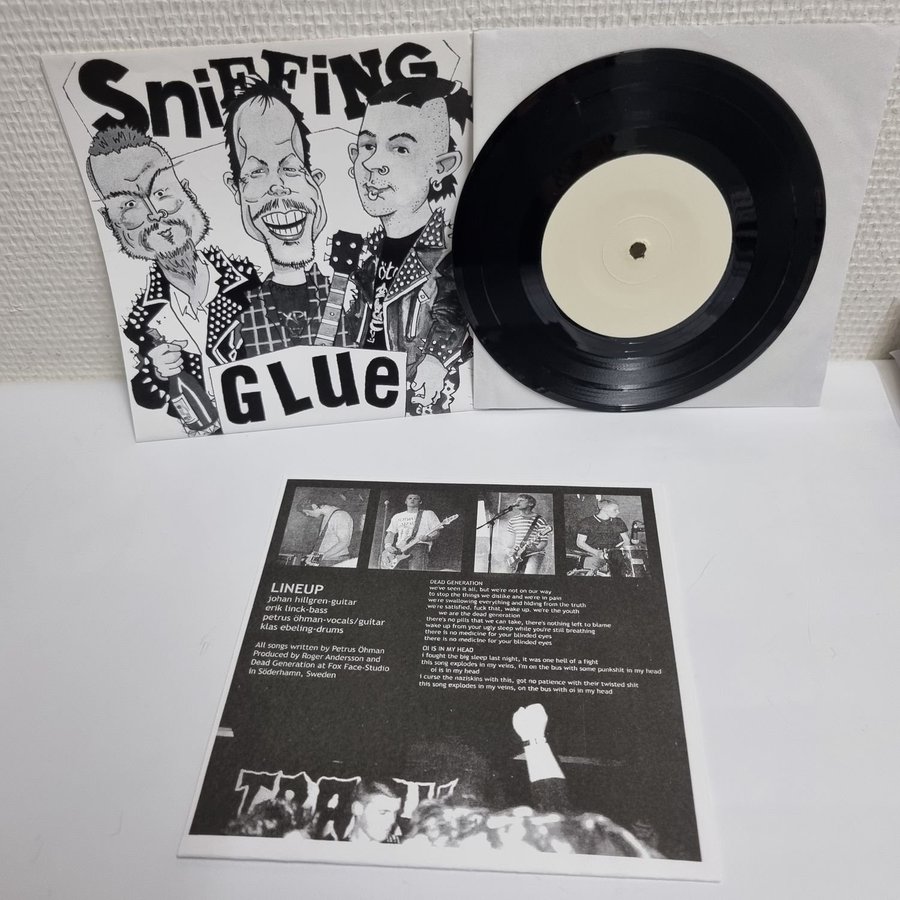 SniFFiNG
GLue
LINEUP
johan hillgren-guitar
erik linck-bass
petrus öhman-vocals/guitar
klas ebeling-drums
All songs written by Petrus Öhman
Produced by Roger Andersson and
Dead Generation at Fox Face-Studio
in Söderhamn, Sweden
DEAD GENERATION
we've seen it all, but we're not on our way
to stop the things we dislike and we're in pain
we're swallowing everything and hiding from the truth
we're satisfied, fuck that, wake up, we're the youth
we are the dead generation
there's no pills that we can take, there's nothing left to blame
wake up from your ugly sleep while you're still breathing
there is no medicine for your blinded eyes
there is no medicine for your blinded eyes
OI IS IN MY HEAD
i fought the big sleep last night, it was one hell of a fight
this song explodes in my veins, i'm on the bus with some punkshit in my head
oi is in my head
I curse the naziskins with this, got no patience with their twisted shit
this song explodes in my veins, on the bus with oi in my head